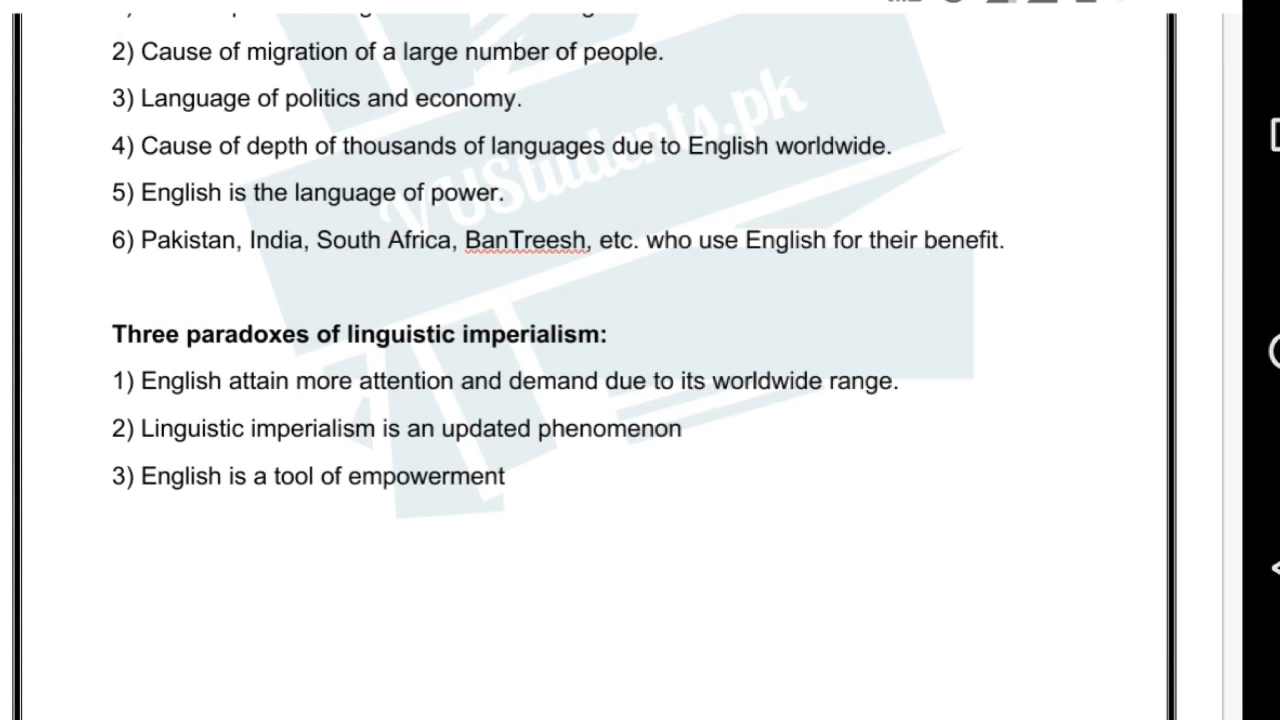 2) Cause of migration of a large number of people.
3) Language of politics and economy.
4) Cause of depth of thousands of languages due to English worldwide.
VUStudents.pk
5) English is the language of power.
6) Pakistan, India, South Africa, BanTreesh, etc. who use English for their benefit.
Three paradoxes of linguistic imperialism:
1) English attain more attention and demand due to its worldwide range.
2) Linguistic imperialism is an updated phenomenon
3) English is a tool of empowerment